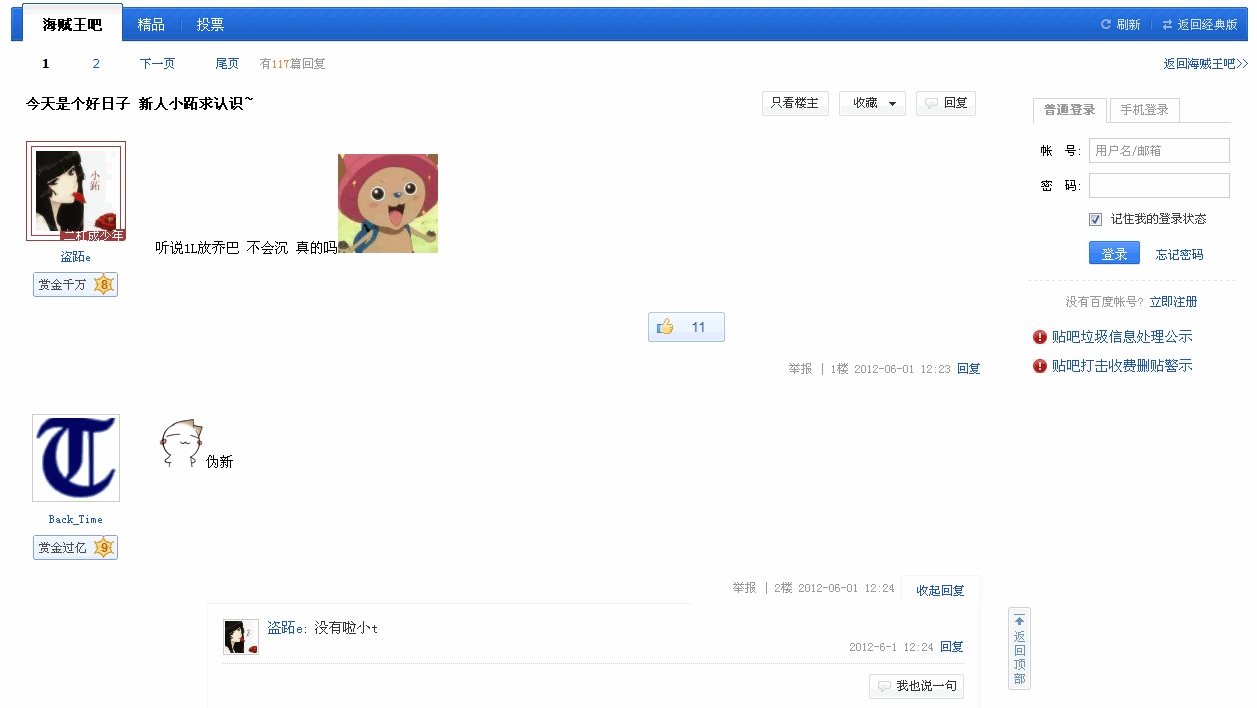 海贼王吧 精品 投票 刷新 返回经典版
1 2 下一页 尾页 有117篇回复 返回海贼王吧>>
今天是个好日子 新人小跖求认识~
只看楼主 收藏 回复
小跖
二杠成少年
盗跖e
赏金千万 8
听说1L放乔巴 不会沉 真的吗
11
举报 | 1楼 2012-06-01 12:23 回复
T
Back_Time
赏金过亿 9
伪新
举报 | 2楼 2012-06-01 12:24 收起回复
盗跖e: 没有啦小t
2012-6-1 12:24 回复
我也说一句
普通登录 手机登录
帐 号: 用户名/邮箱
密 码:
记住我的登录状态
登录 忘记密码
没有百度帐号? 立即注册
贴吧垃圾信息处理公示
贴吧打击收费删贴警示
返回顶部